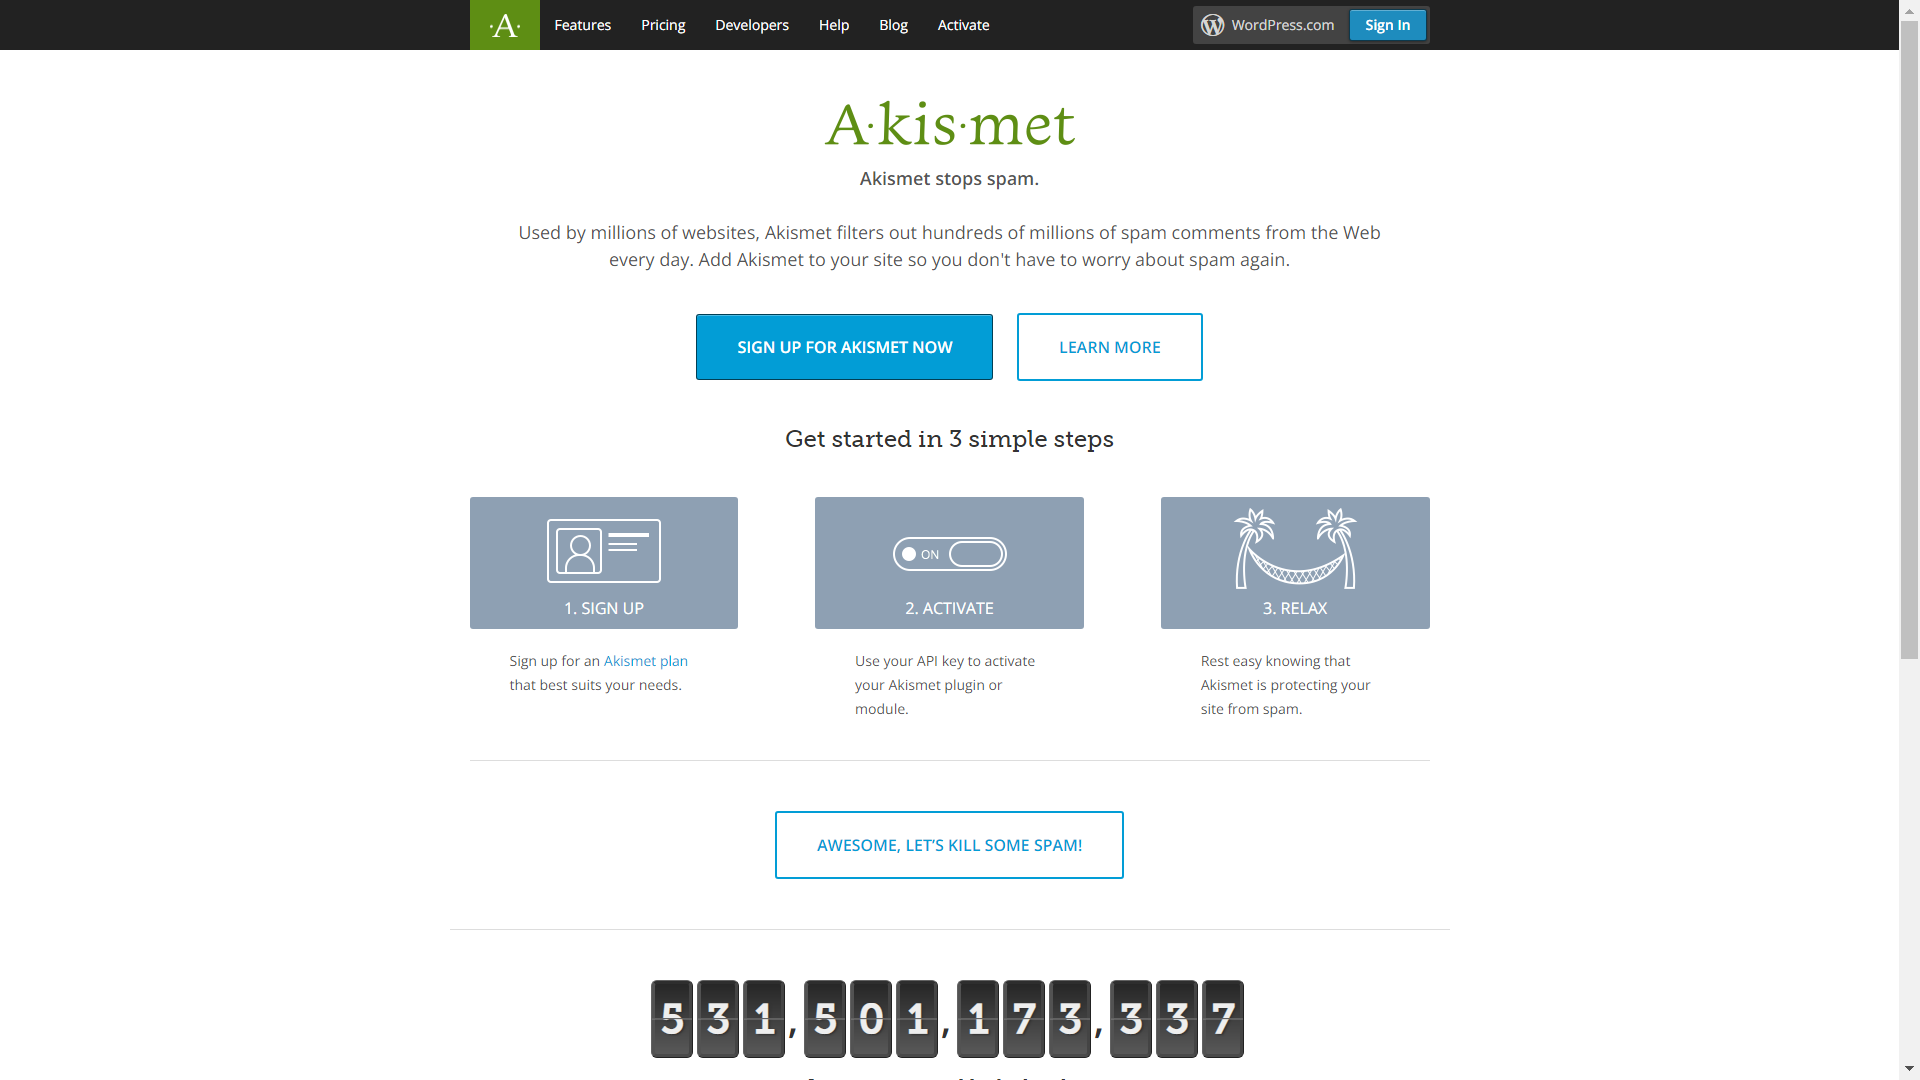 ·A· Features Pricing Developers Help Blog Activate WordPress.com Sign In
A·kis·met
Akismet stops spam.
Used by millions of websites, Akismet filters out hundreds of millions of spam comments from the Web
every day. Add Akismet to your site so you don't have to worry about spam again.
SIGN UP FOR AKISMET NOW LEARN MORE
Get started in 3 simple steps
1. SIGN UP
Sign up for an Akismet plan
that best suits your needs.
ON
2. ACTIVATE
Use your API key to activate
your Akismet plugin or
module.
3. RELAX
Rest easy knowing that
Akismet is protecting your
site from spam.
AWESOME, LET’S KILL SOME SPAM!
531,501,173,337